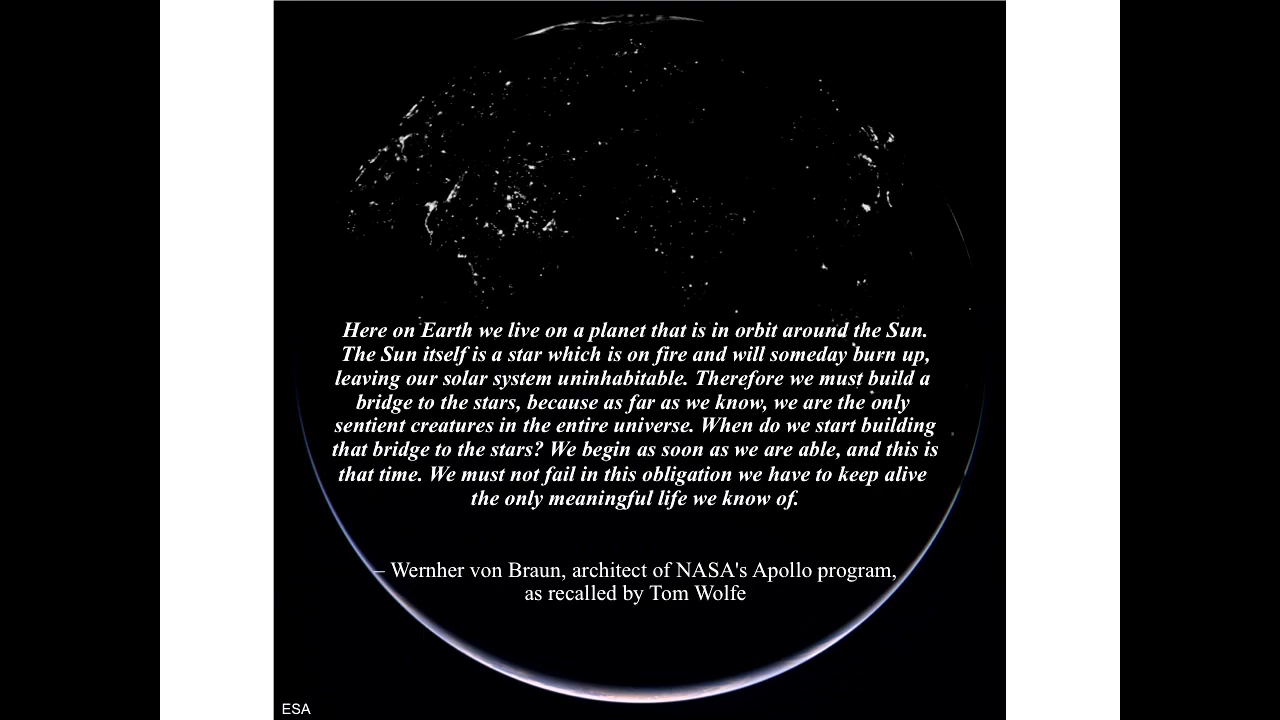 Here on Earth we live on a planet that is in orbit around the Sun.
The Sun itself is a star which is on fire and will someday burn up,
leaving our solar system uninhabitable. Therefore we must build a
bridge to the stars, because as far as we know, we are the only
sentient creatures in the entire universe. When do we start building
that bridge to the stars? We begin as soon as we are able, and this is
that time. We must not fail in this obligation we have to keep alive
the only meaningful life we know of.
– Wernher von Braun, architect of NASA's Apollo program,
as recalled by Tom Wolfe
ESA